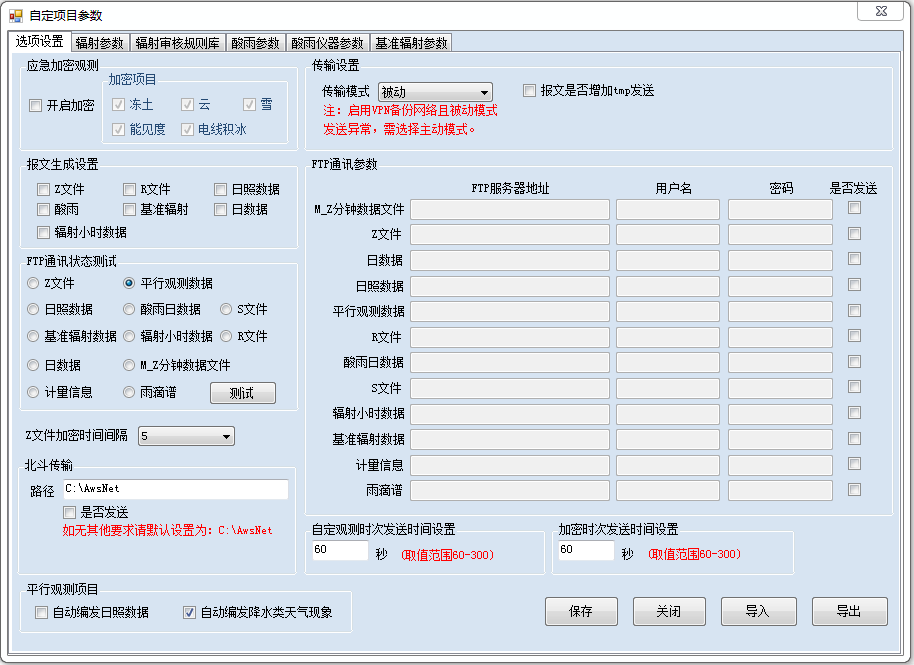 自定项目参数
选项设置 辐射参数 辐射审核规则库 酸雨参数 酸雨仪器参数 基准辐射参数
应急加密观测
开启加密
加密项目
冻土 云 雪
能见度 电线积冰
报文生成设置
Z文件 R文件 日照数据
酸雨 基准辐射 日数据
辐射小时数据
FTP通讯状态测试
Z文件 平行观测数据
日照数据 酸雨日数据 S文件
基准辐射数据 辐射小时数据 R文件
日数据 M_Z分钟数据文件
计量信息 雨滴谱 测试
Z文件加密时间间隔 5
北斗传输
路径 C:\AwsNet
是否发送
如无其他要求请默认设置为: C:\AwsNet
平行观测项目
自动编发日照数据 自动编发降水类天气现象
传输设置
传输模式 被动 报文是否增加tmp发送
注: 启用VPN备份网络且被动模式
发送异常，需选择主动模式。
FTP通讯参数
FTP服务器地址 用户名 密码 是否发送
M_Z分钟数据文件
Z文件
日数据
日照数据
平行观测数据
R文件
酸雨日数据
S文件
辐射小时数据
基准辐射数据
计量信息
雨滴谱
自定观测时次发送时间设置
60 秒 (取值范围60-300)
加密时次发送时间设置
60 秒 (取值范围60-300)
保存 关闭 导入 导出